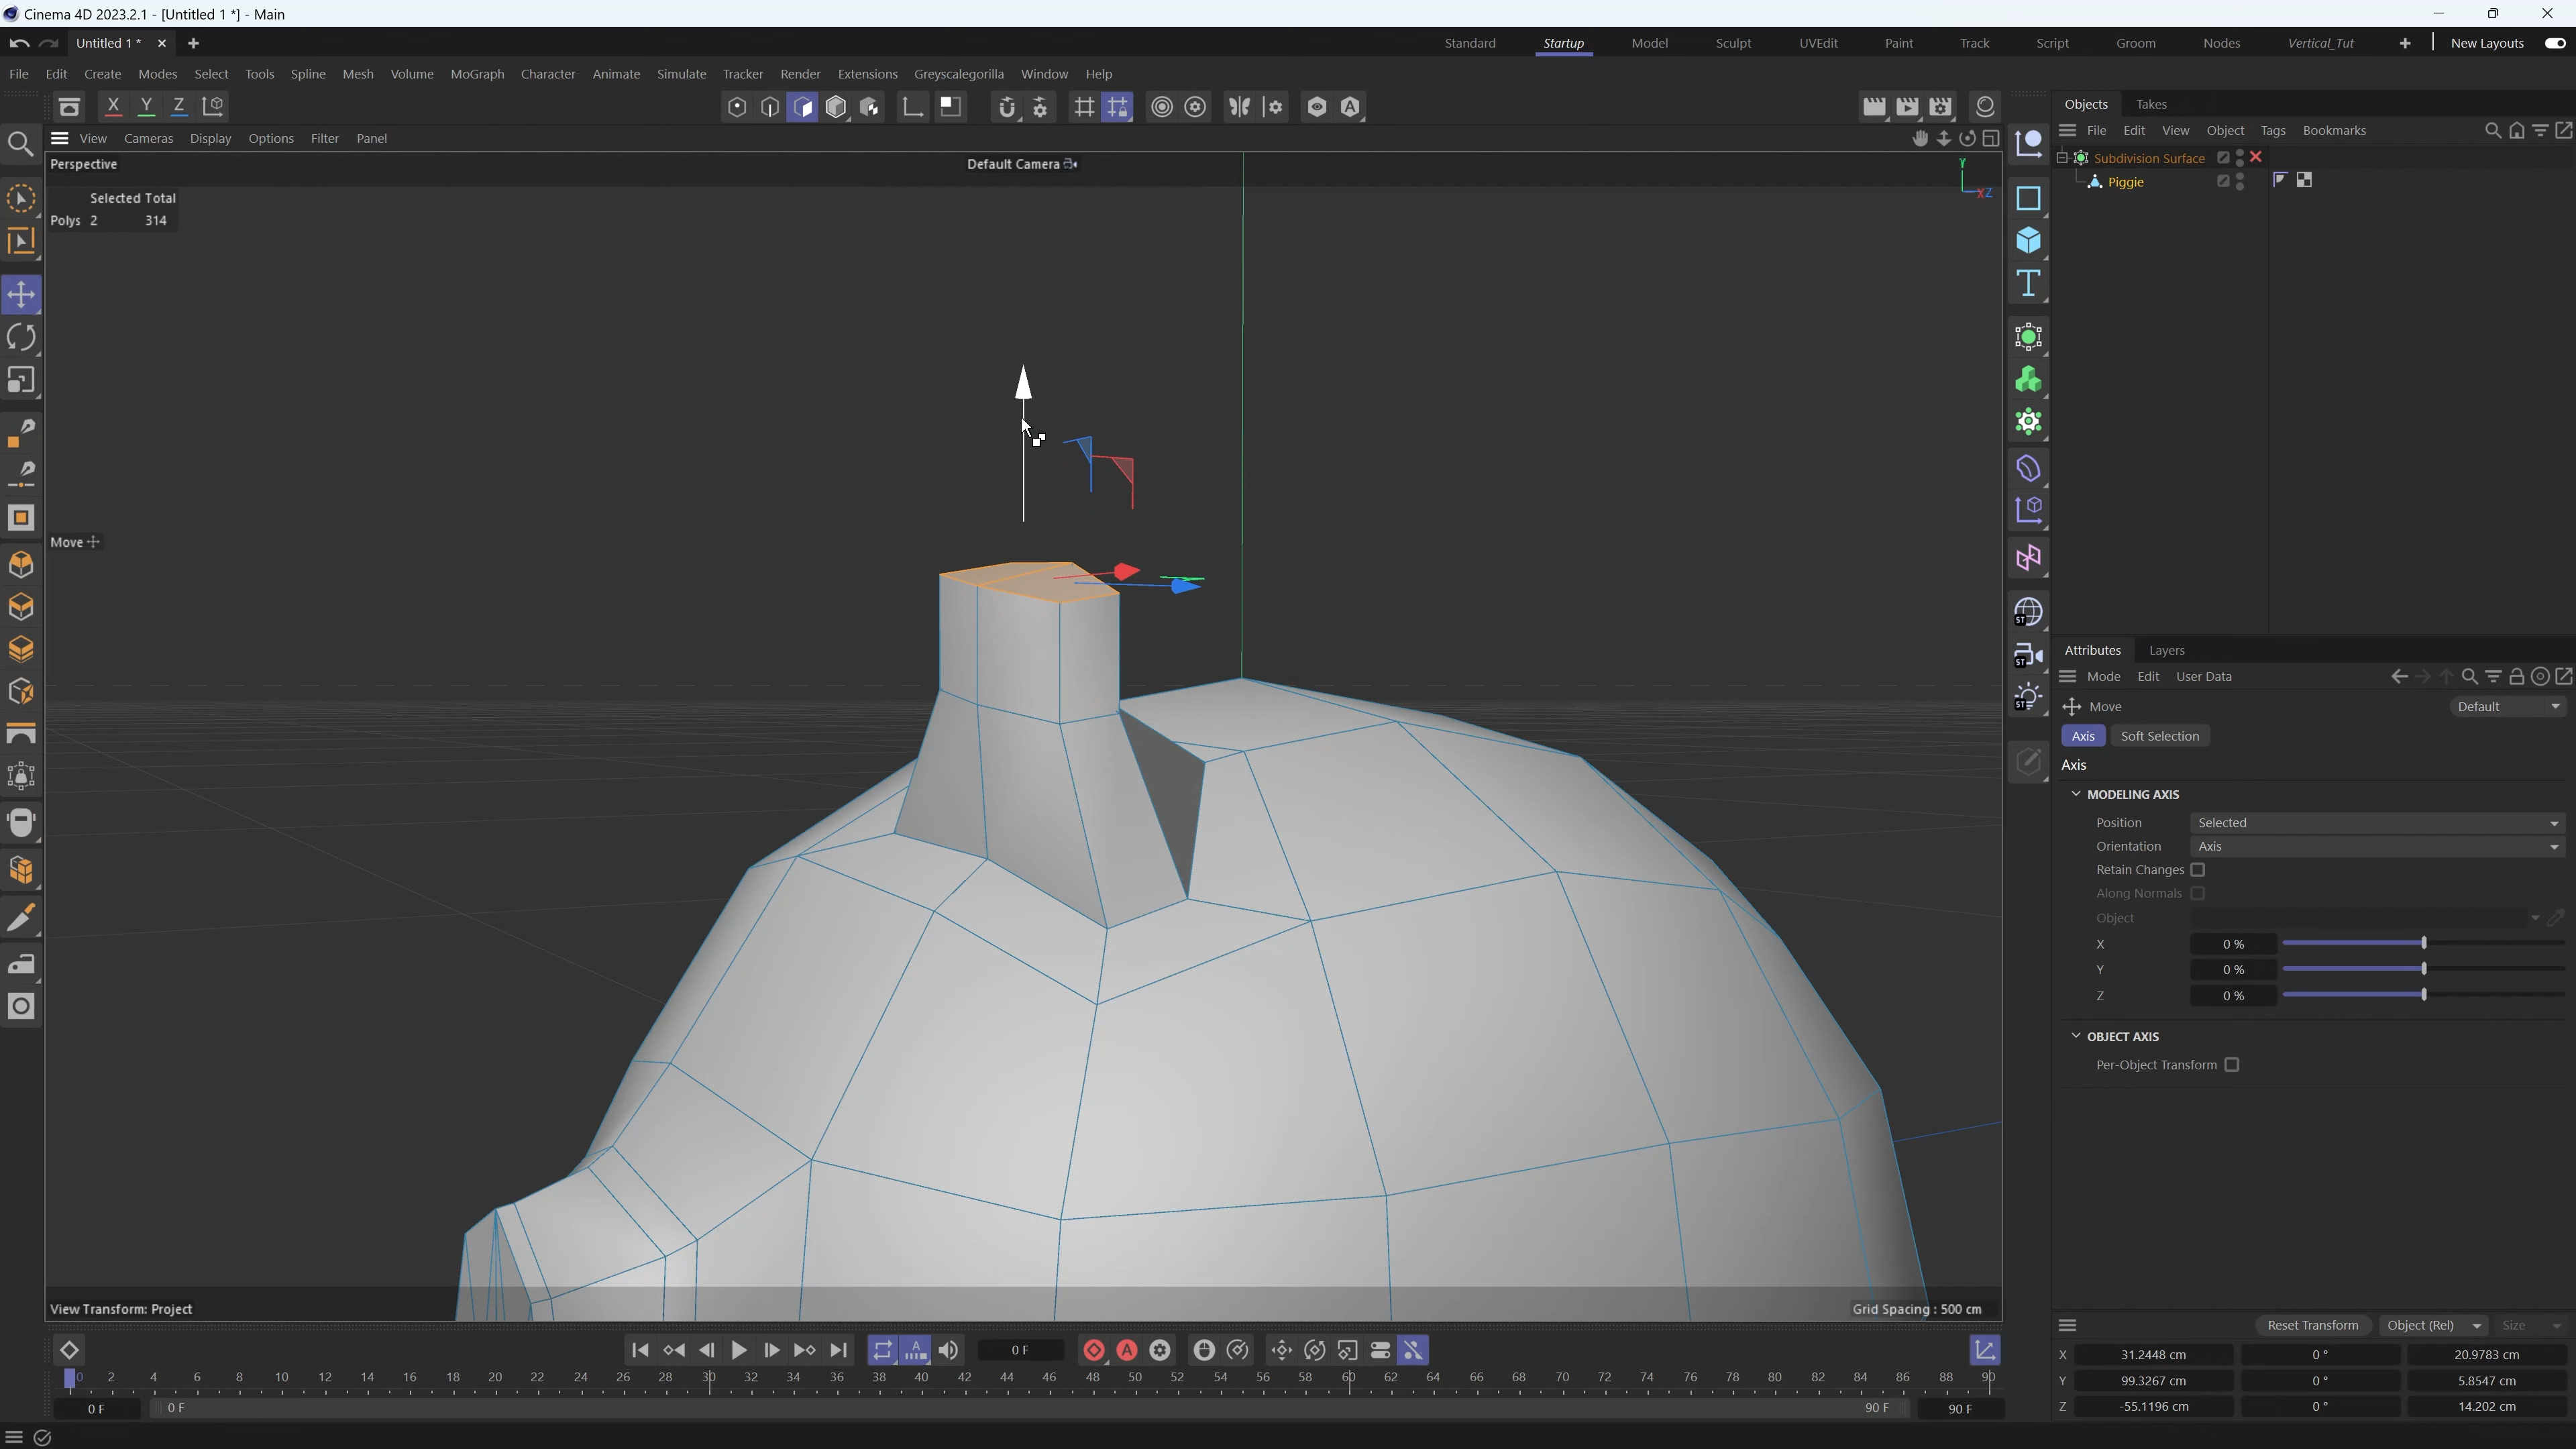 Cinema 4D 2023.2.1 - [Untitled 1 *] - Main
Untitled 1 *
Standard Startup Model Sculpt UVEdit Paint Track Script Groom Nodes Vertical_Tut New Layouts
File Edit Create Modes Select Tools Spline Mesh Volume MoGraph Character Animate Simulate Tracker Render Extensions Greyscalegorilla Window Help
X Y Z
Objects Takes
View Cameras Display Options Filter Panel
File Edit View Object Tags Bookmarks
Perspective
Default Camera
Y
XZ
Subdivision Surface
Piggie
Selected Total
Polys 2 314
Move
Attributes Layers
Mode Edit User Data
Move
Default
Axis Soft Selection
Axis
MODELING AXIS
Position Selected
Orientation Axis
Retain Changes
Along Normals
Object
X 0 %
Y 0 %
Z 0 %
OBJECT AXIS
Per-Object Transform
View Transform: Project
Grid Spacing : 500 cm
Reset Transform Object (Rel) Size
0 F
X 31.2448 cm 0 ° 20.9783 cm
Y 99.3267 cm 0 ° 5.8547 cm
Z -55.1196 cm 0 ° 14.202 cm
0 2 4 6 8 10 12 14 16 18 20 22 24 26 28 30 32 34 36 38 40 42 44 46 48 50 52 54 56 58 60 62 64 66 68 70 72 74 76 78 80 82 84 86 88 90
0 F 0 F 90 F 90 F